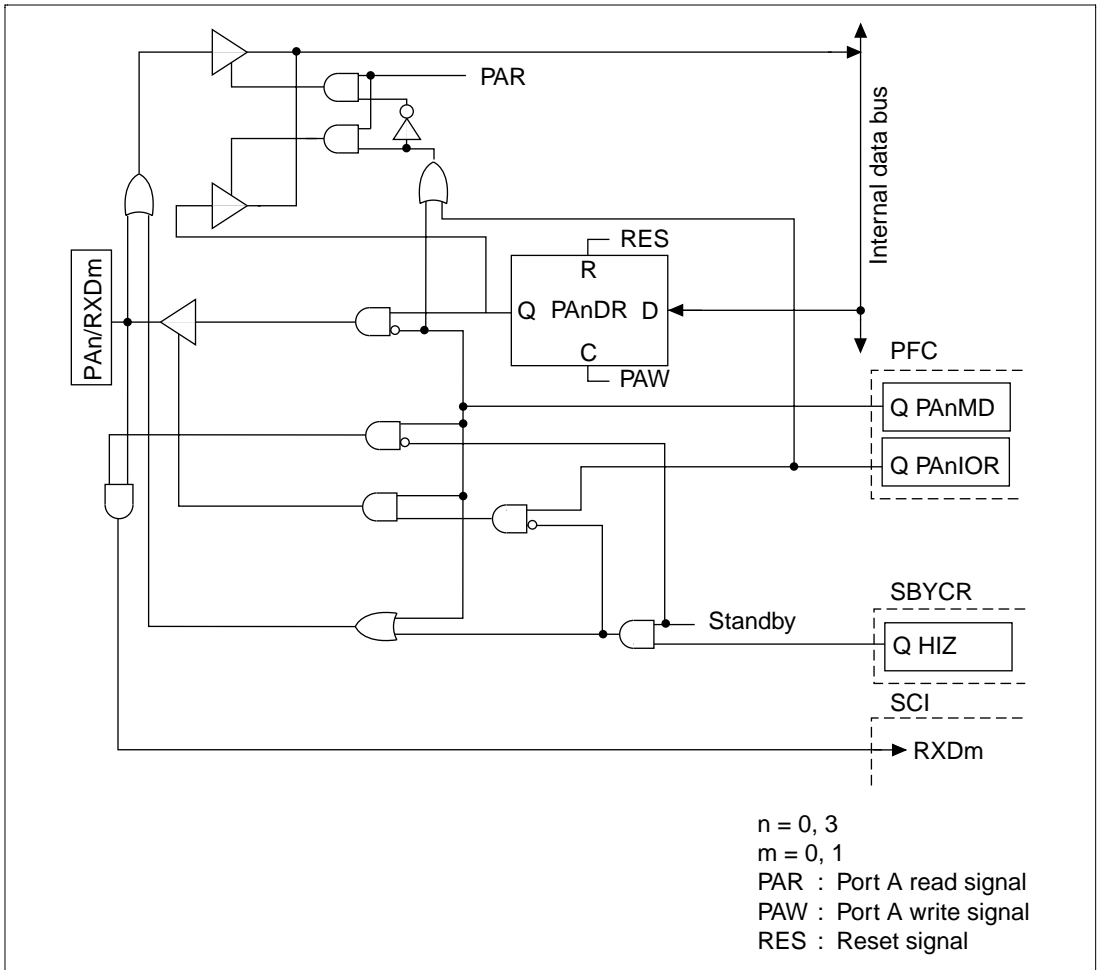 PAR
Internal data bus
RES
R
PAn/RXDm
Q PAnDR D
C
PAW
PFC
Q PAnMD
Q PAnIOR
SBYCR
Standby
Q HIZ
SCI
RXDm
n = 0, 3
m = 0, 1
PAR : Port A read signal
PAW : Port A write signal
RES : Reset signal